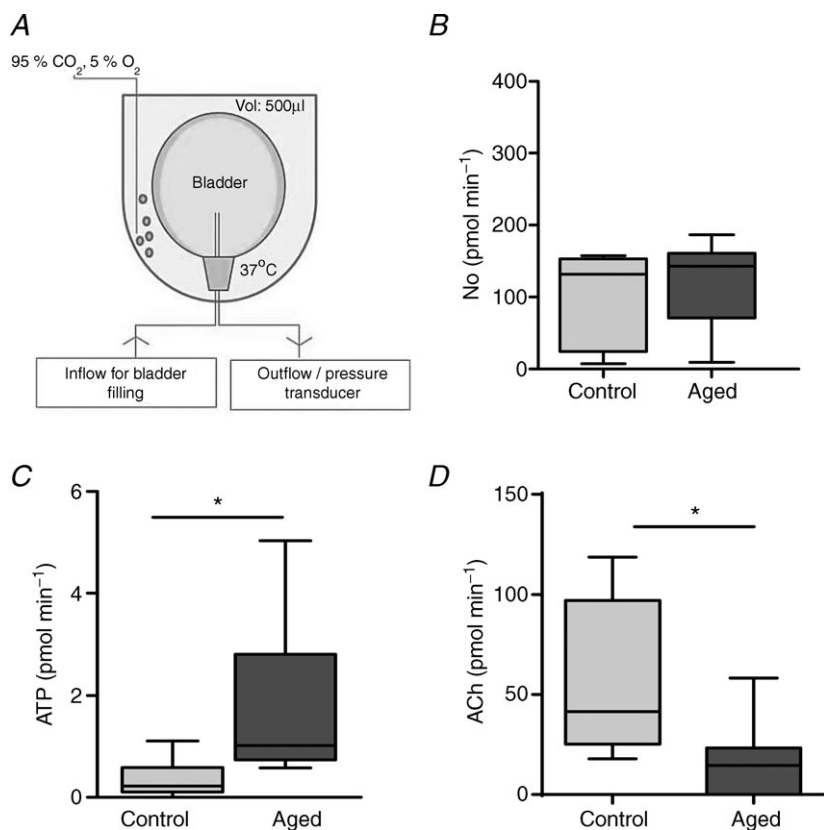 A
95 % CO₂, 5 % O₂
Vol: 500µl
Bladder
37°C
Inflow for bladder
filling
Outflow / pressure
transducer
B
No (pmol min⁻¹)
400
300
200
100
0
Control
Aged
C
ATP (pmol min⁻¹)
6
4
2
0
*
Control
Aged
D
ACh (pmol min⁻¹)
150
100
50
0
*
Control
Aged